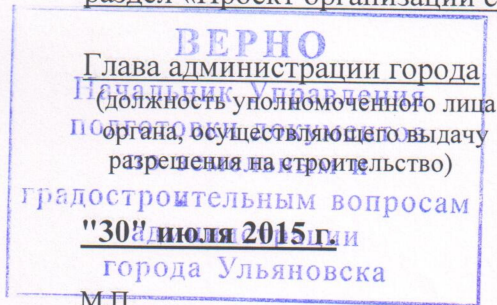 раздел «Проект организации с
ВЕРНО
Глава администрации города
Начальник Управления
(должность уполномоченного лица
подготовки документов
органа, осуществляющего выдачу
разрешения на строительство)
градостроительным вопросам
"30" июля 2015 г.
администрации
города Ульяновска
М.П.